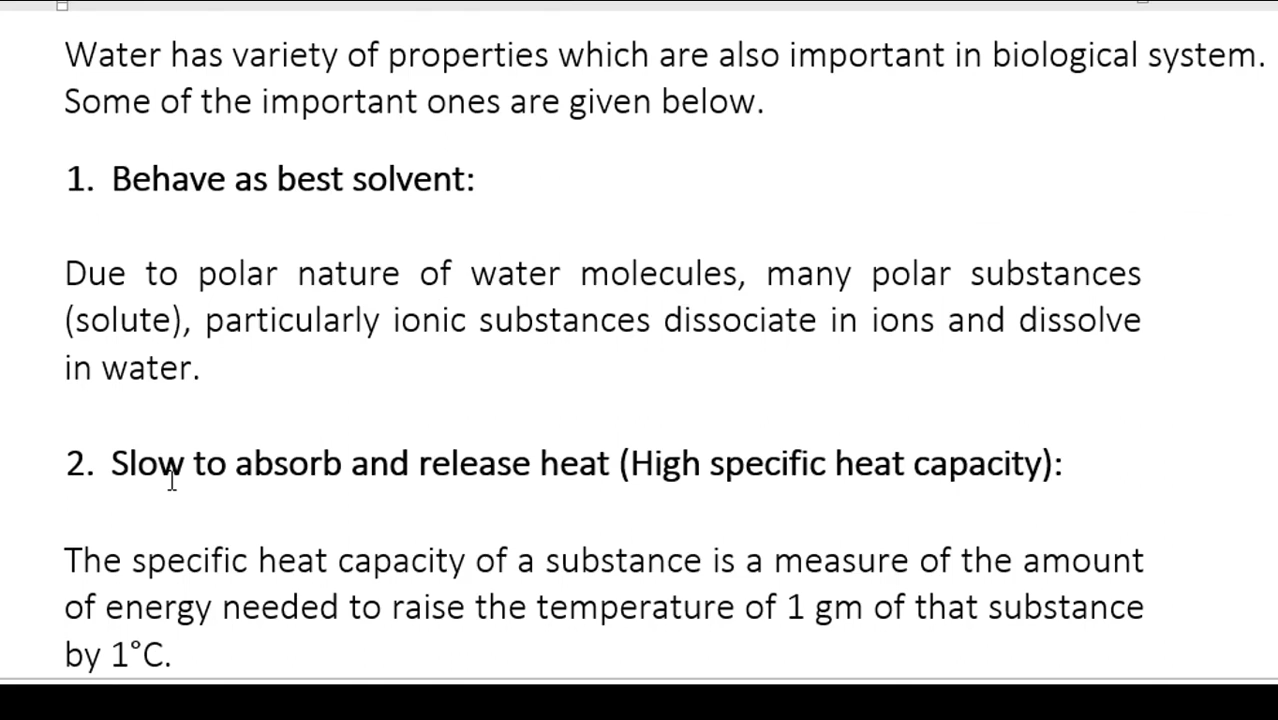 Water has variety of properties which are also important in biological system.
Some of the important ones are given below.
1. Behave as best solvent:
Due to polar nature of water molecules, many polar substances
(solute), particularly ionic substances dissociate in ions and dissolve
in water.
2. Slow to absorb and release heat (High specific heat capacity):
The specific heat capacity of a substance is a measure of the amount
of energy needed to raise the temperature of 1 gm of that substance
by 1°C.